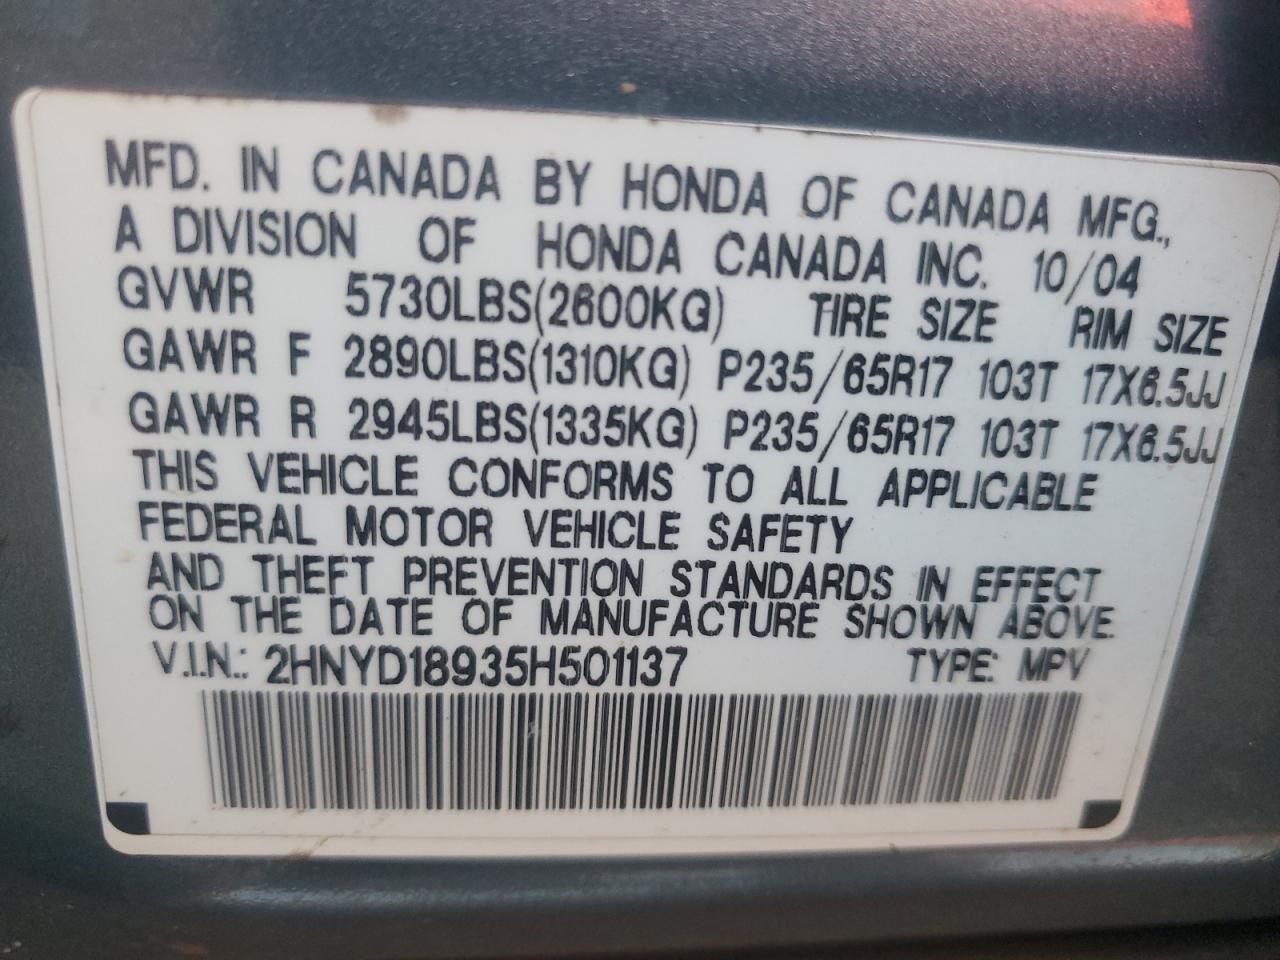 MFD. IN CANADA BY HONDA OF CANADA MFG.,
A DIVISION OF HONDA CANADA INC. 10/04
GVWR 5730LBS(2600KG) TIRE SIZE RIM SIZE
GAWR F 2890LBS(1310KG) P235/65R17 103T 17X6.5JJ
GAWR R 2945LBS(1335KG) P235/65R17 103T 17X6.5JJ
THIS VEHICLE CONFORMS TO ALL APPLICABLE
FEDERAL MOTOR VEHICLE SAFETY
AND THEFT PREVENTION STANDARDS IN EFFECT
ON THE DATE OF MANUFACTURE SHOWN ABOVE.
V.I.N.: 2HNYD18935H501137 TYPE: MPV